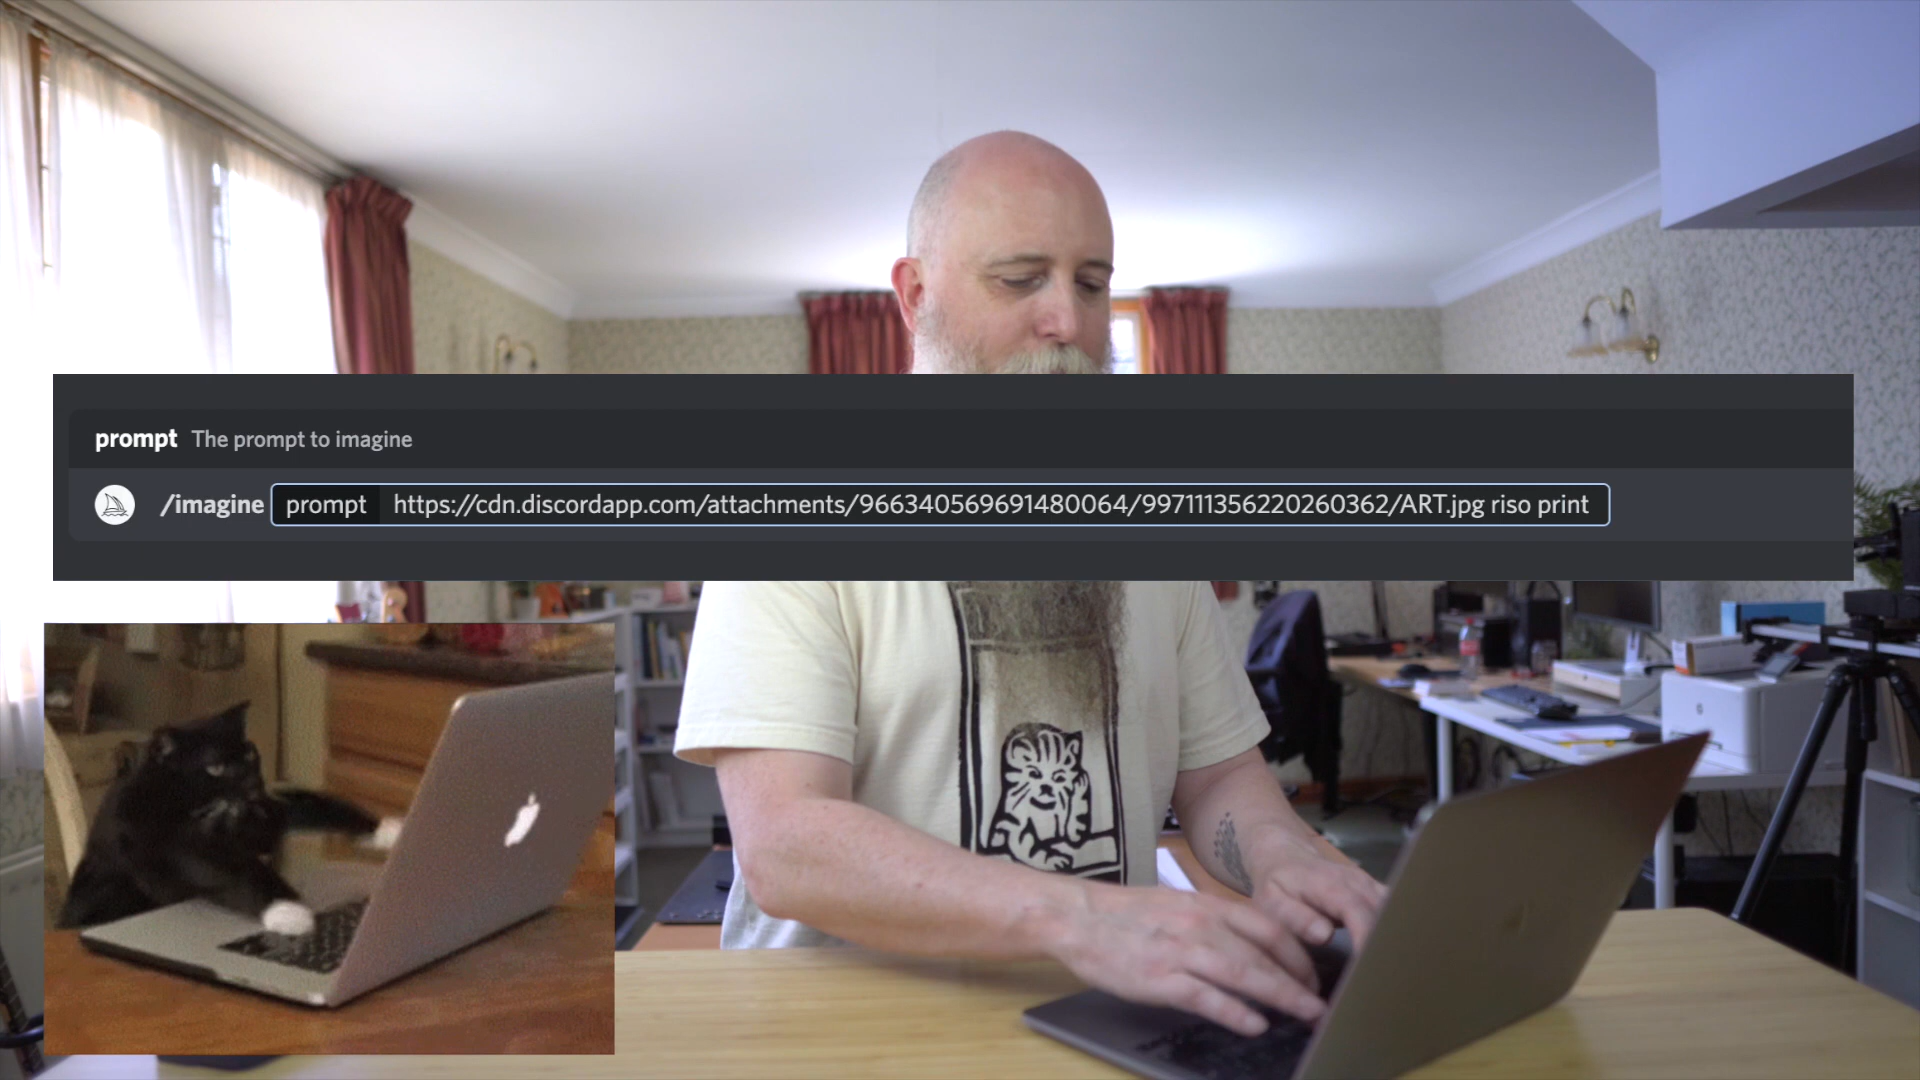 prompt The prompt to imagine
/imagine prompt https://cdn.discordapp.com/attachments/966340569691480064/997111356220260362/ART.jpg riso print